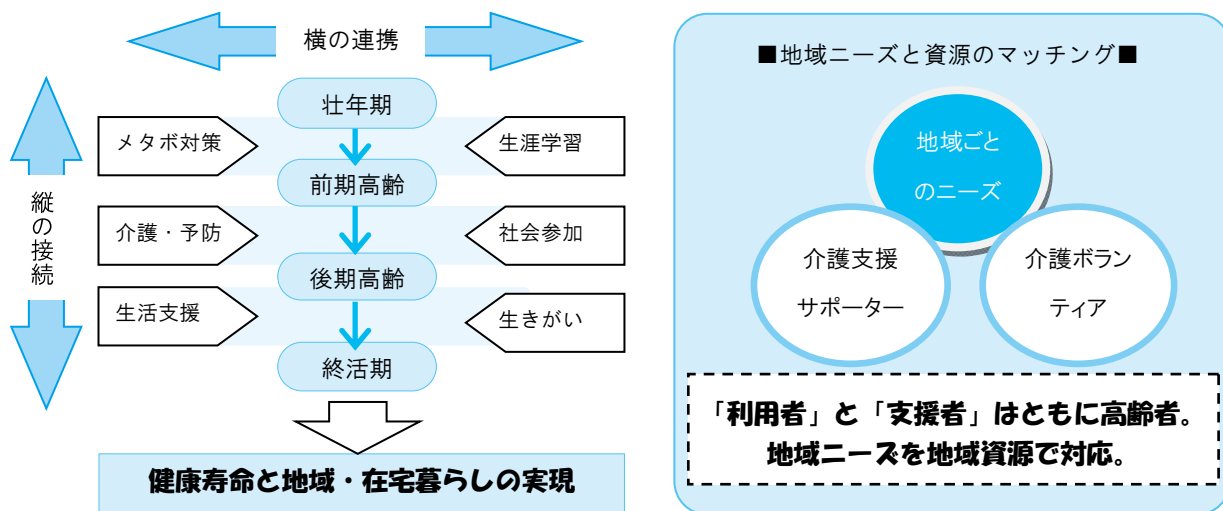 横の連携
縦の接続
壮年期
メタボ対策
生涯学習
前期高齢
介護・予防
社会参加
後期高齢
生活支援
生きがい
終活期
健康寿命と地域・在宅暮らしの実現
■地域ニーズと資源のマッチング■
地域ごと
のニーズ
介護支援
サポーター
介護ボラン
ティア
「利用者」と「支援者」はともに高齢者。
地域ニーズを地域資源で対応。